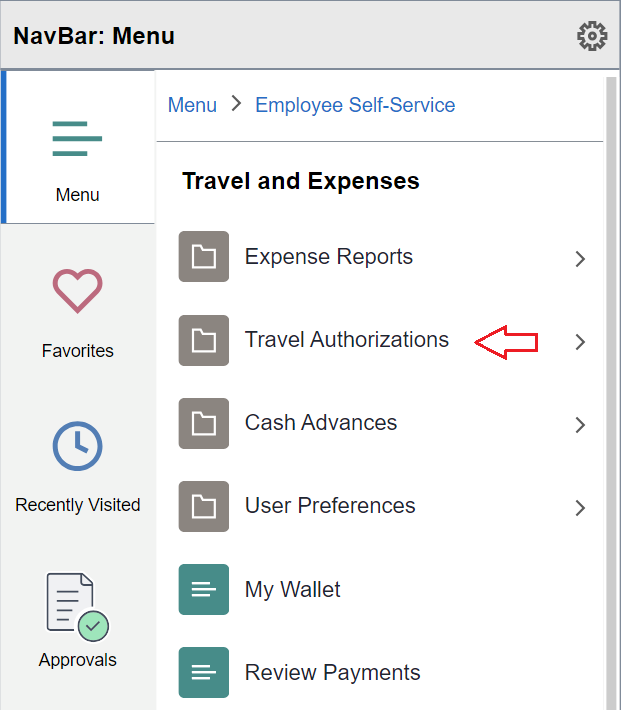 NavBar: Menu
Menu
Favorites
Recently Visited
Approvals
Menu > Employee Self-Service
Travel and Expenses
Expense Reports
Travel Authorizations
Cash Advances
User Preferences
My Wallet
Review Payments